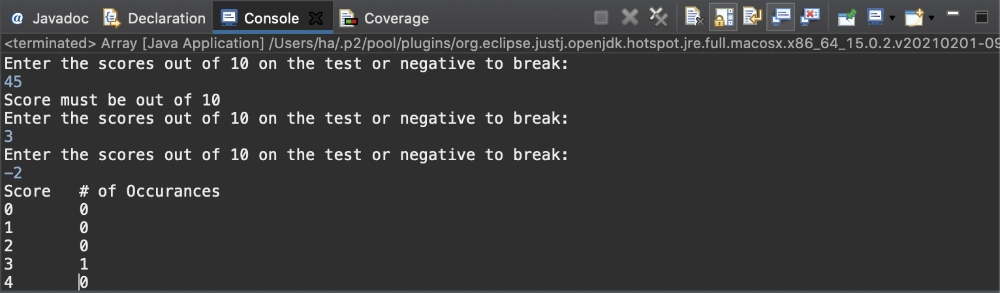 @ Javadoc Declaration Console Coverage
<terminated> Array [Java Application] /Users/ha/.p2/pool/plugins/org.eclipse.justj.openjdk.hotspot.jre.full.macosx.x86_64_15.0.2.v20210201-09
Enter the scores out of 10 on the test or negative to break:
45
Score must be out of 10
Enter the scores out of 10 on the test or negative to break:
3
Enter the scores out of 10 on the test or negative to break:
-2
Score # of Occurances
0 0
1 0
2 0
3 1
4 0